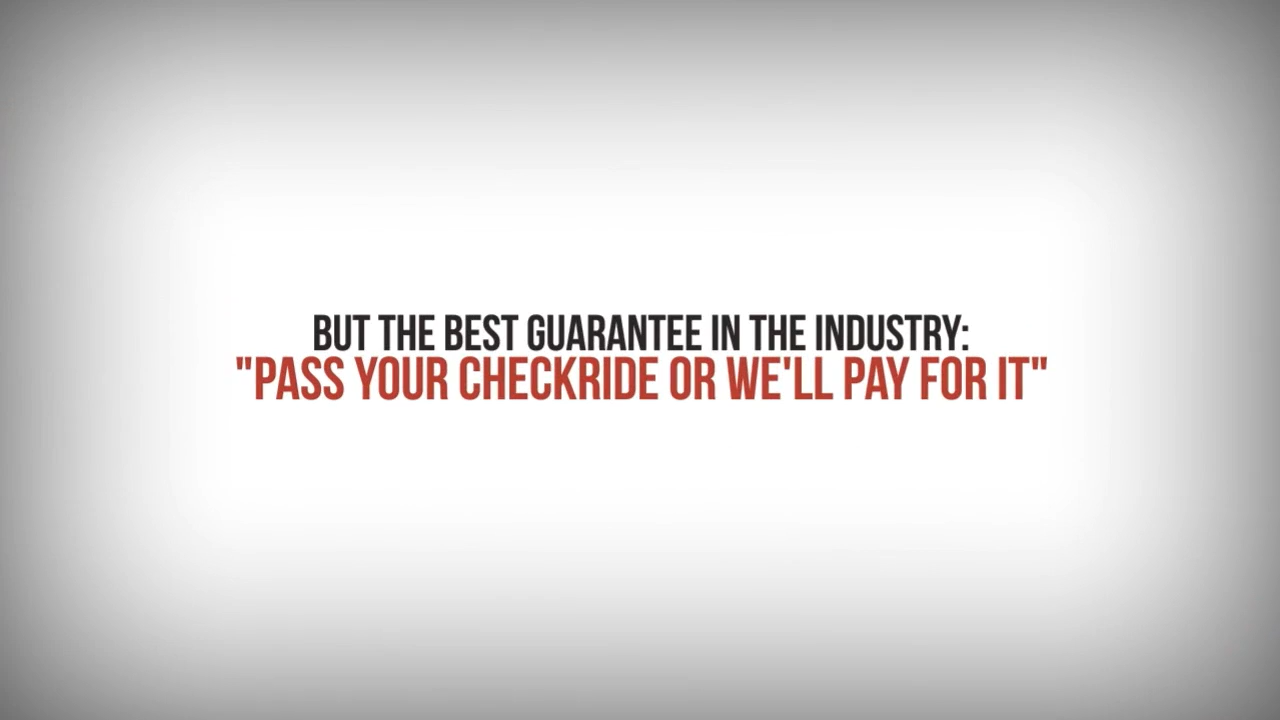 BUT THE BEST GUARANTEE IN THE INDUSTRY:
"PASS YOUR CHECKRIDE OR WE'LL PAY FOR IT"